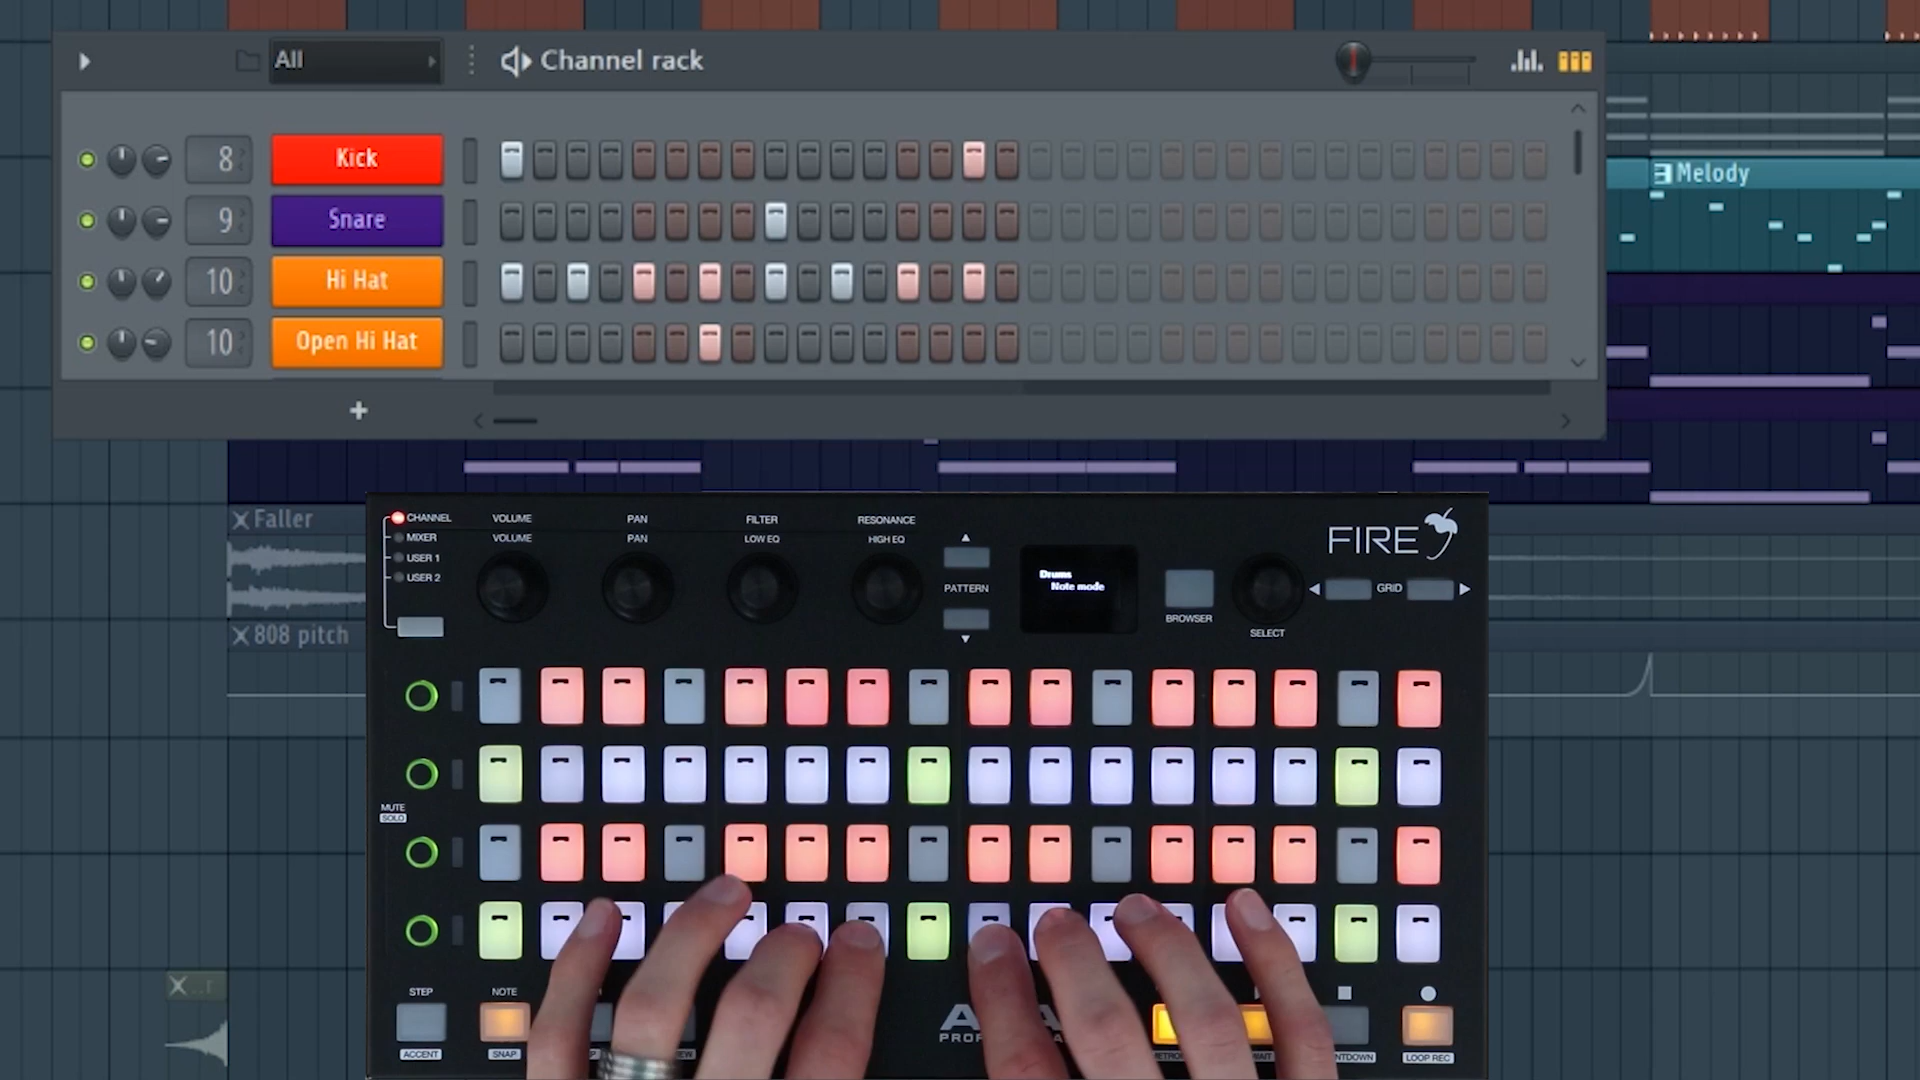 All
Channel rack
8 Kick
9 Snare
10 Hi Hat
10 Open Hi Hat
Melody
Faller
808 pitch
CHANNEL
MIXER
USER 1
USER 2
VOLUME
VOLUME
PAN
PAN
FILTER
LOW EQ
RESONANCE
HIGH EQ
PATTERN
Drums
Note mode
BROWSER
SELECT
FIRE
GRID
MUTE
SOLO
STEP
ACCENT
NOTE
SNAP
LOOP REC